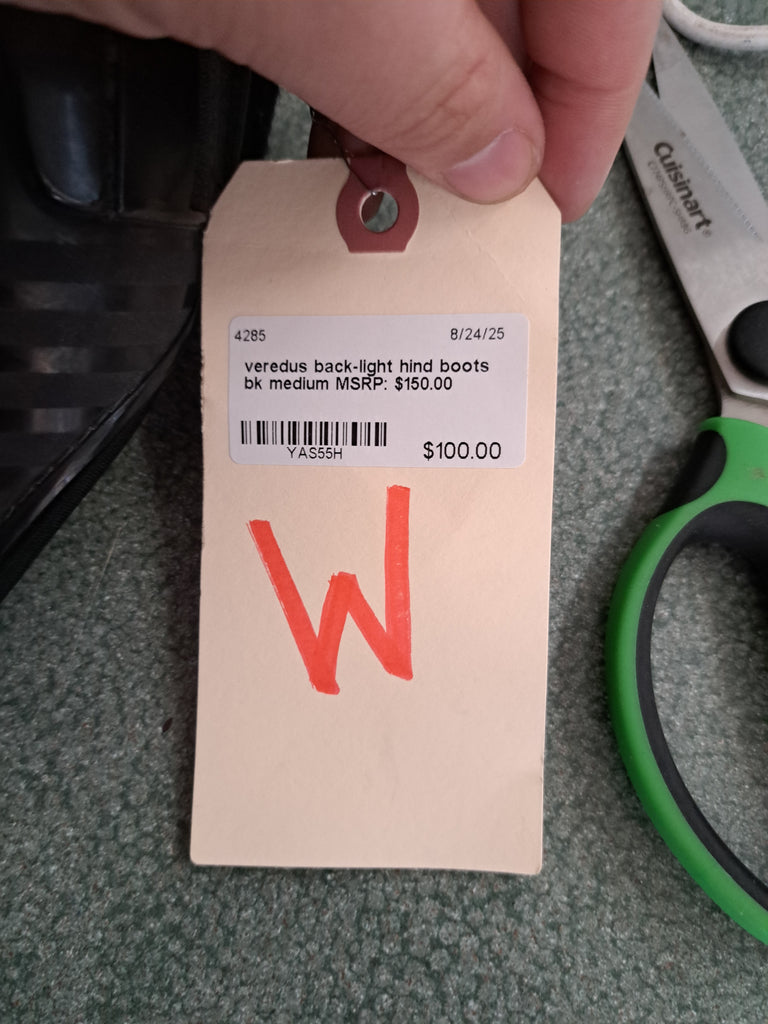 4285 8/24/25
veredus back-light hind boots
bk medium MSRP: $150.00
YAS55H $100.00
W
Cuisinart®